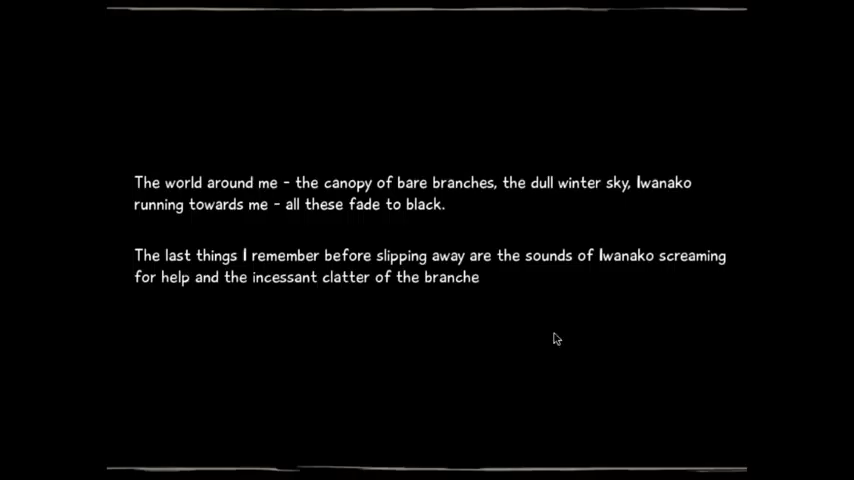 The world around me - the canopy of bare branches, the dull winter sky, Iwanako
running towards me - all these fade to black.
The last things I remember before slipping away are the sounds of Iwanako screaming
for help and the incessant clatter of the branche